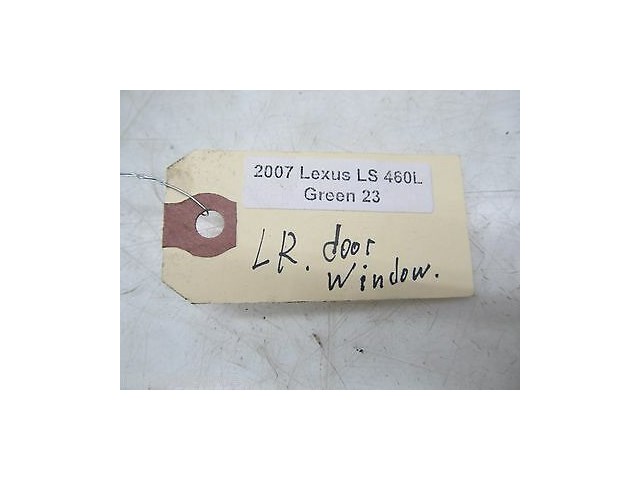 2007 Lexus LS 460L
Green 23
LR. door
window.